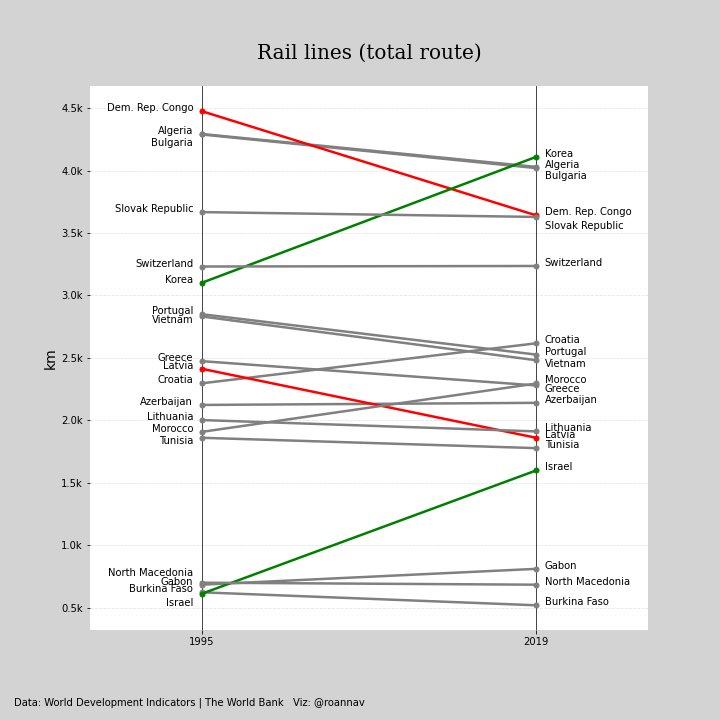 Rail lines (total route)
4.5k
4.0k
3.5k
3.0k
2.5k
2.0k
1.5k
1.0k
0.5k
km
Dem. Rep. Congo
Algeria
Bulgaria
Slovak Republic
Switzerland
Korea
Portugal
Vietnam
Greece
Latvia
Croatia
Azerbaijan
Lithuania
Morocco
Tunisia
North Macedonia
Gabon
Burkina Faso
Israel
Korea
Algeria
Bulgaria
Dem. Rep. Congo
Slovak Republic
Switzerland
Croatia
Portugal
Vietnam
Morocco
Greece
Azerbaijan
Lithuania
Latvia
Tunisia
Israel
Gabon
North Macedonia
Burkina Faso
1995
2019
Data: World Development Indicators | The World Bank   Viz: @roannav